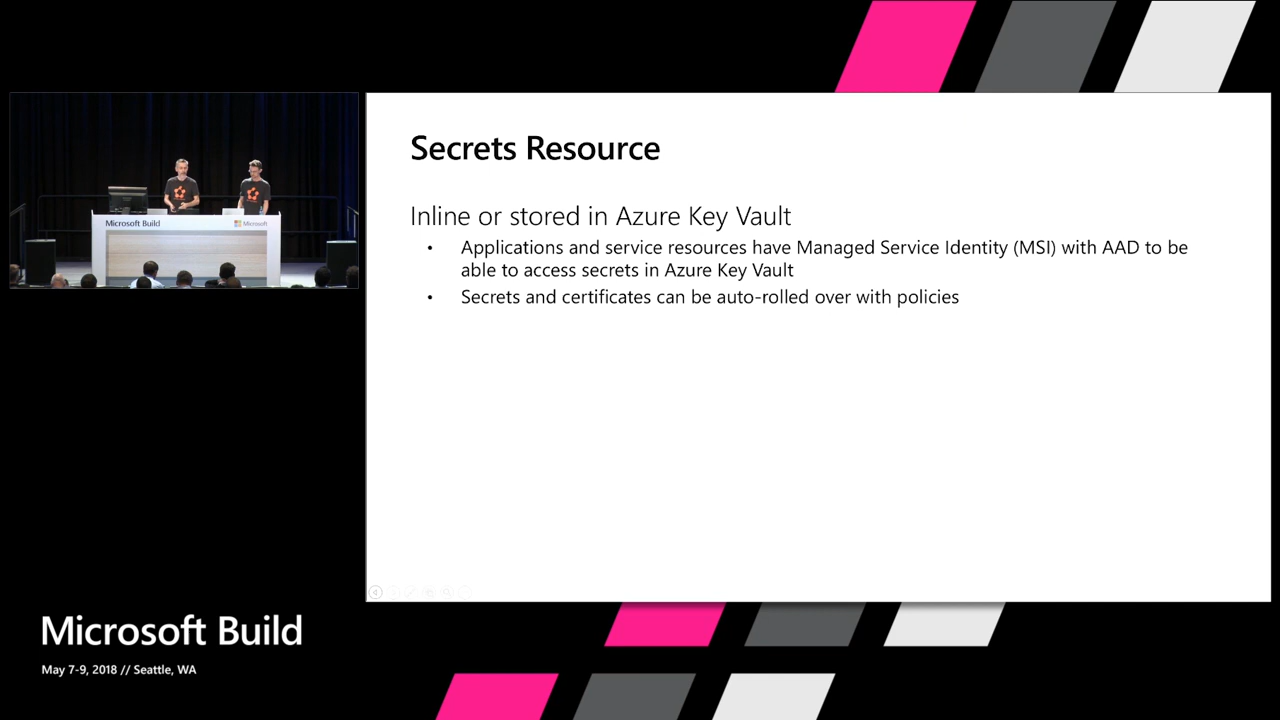 Secrets Resource
Inline or stored in Azure Key Vault
• Applications and service resources have Managed Service Identity (MSI) with AAD to be
able to access secrets in Azure Key Vault
• Secrets and certificates can be auto-rolled over with policies
Microsoft Build
Microsoft
Microsoft Build
May 7-9, 2018 // Seattle, WA